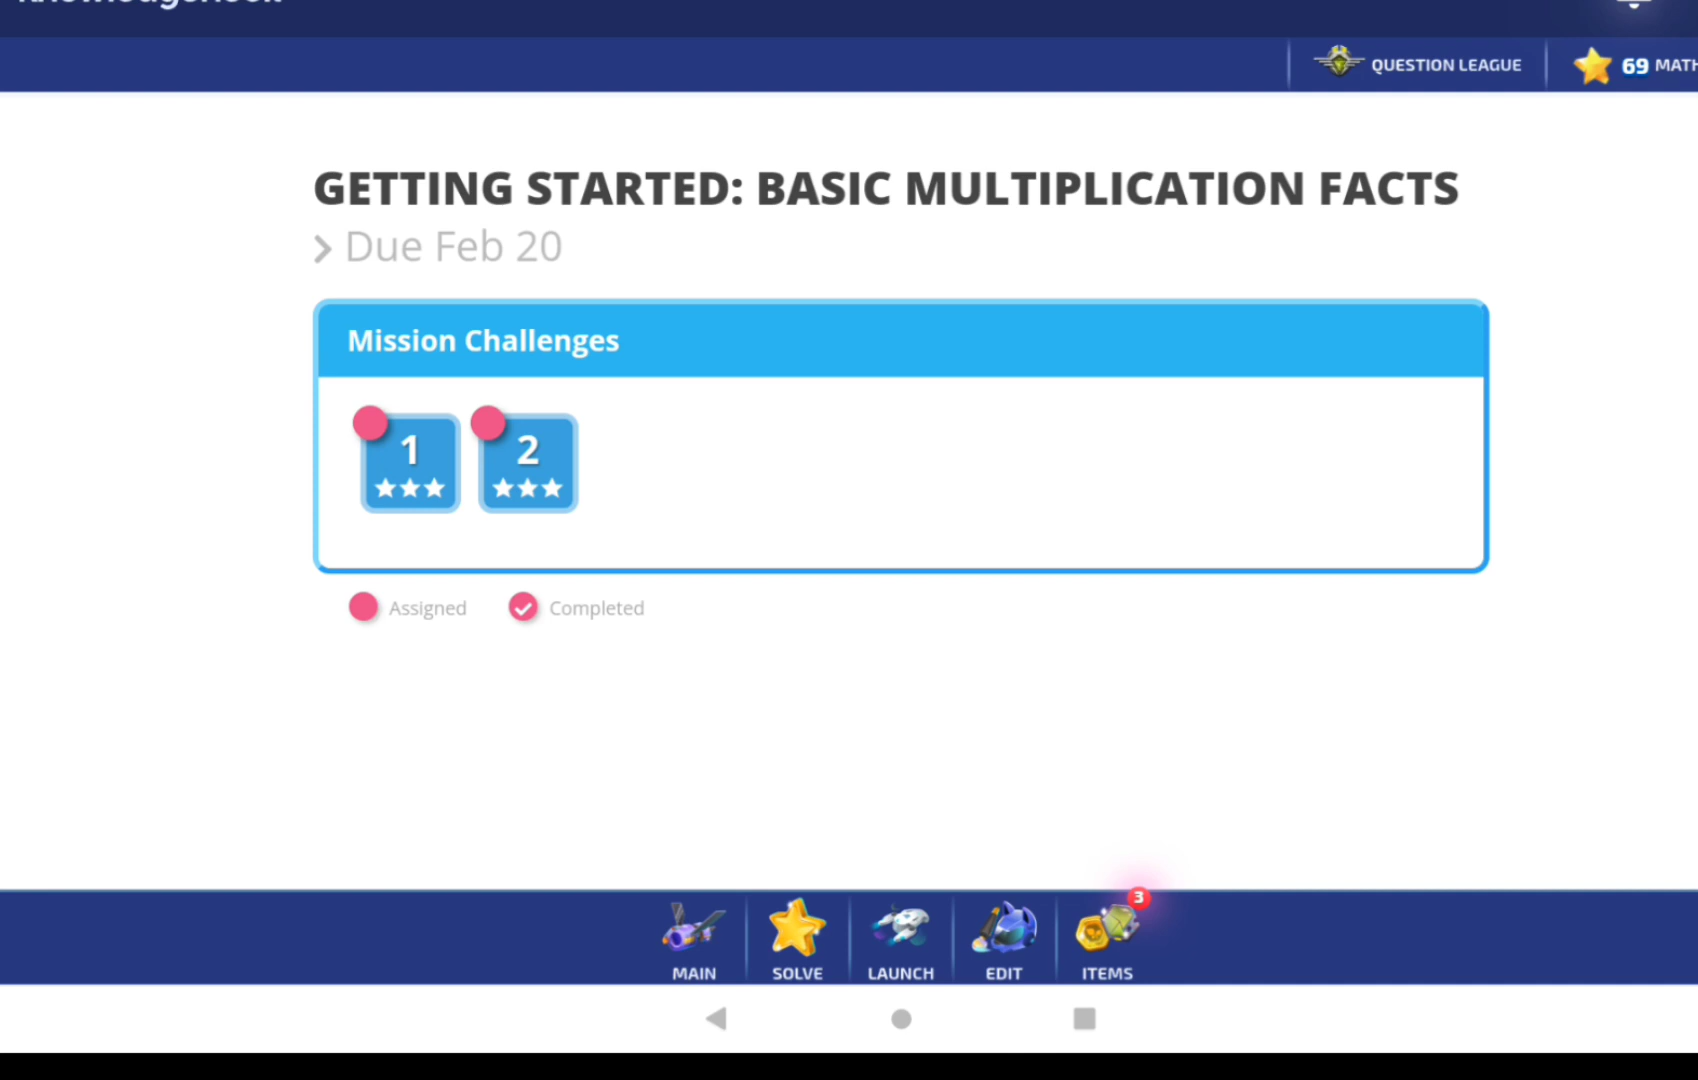 QUESTION LEAGUE
69 MATH
GETTING STARTED: BASIC MULTIPLICATION FACTS
Due Feb 20
Mission Challenges
1 2
Assigned Completed
3
MAIN SOLVE LAUNCH EDIT ITEMS